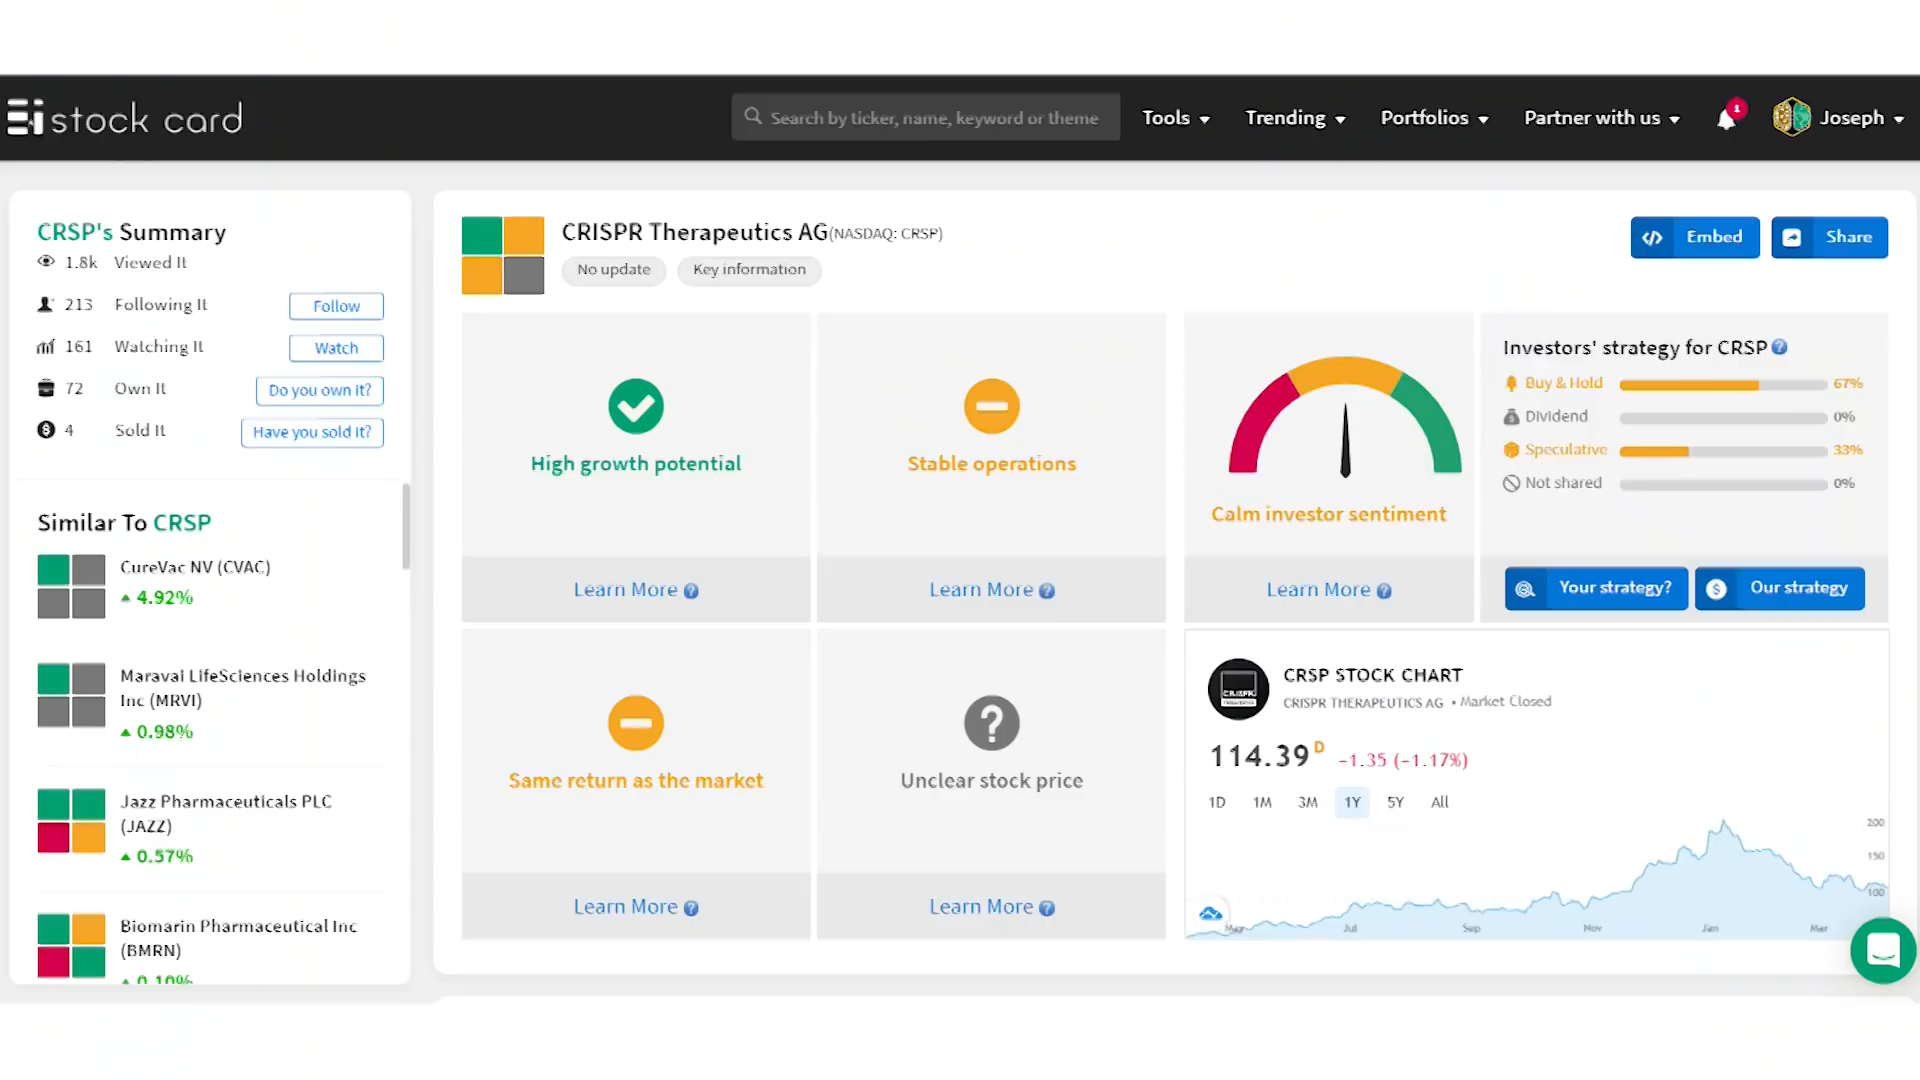 stock card
Search by ticker, name, keyword or theme
Tools
Trending
Portfolios
Partner with us
1
Joseph
CRSP's Summary
1.8k Viewed It
213 Following It
Follow
161 Watching It
Watch
72 Own It
Do you own it?
4 Sold It
Have you sold it?
Similar To CRSP
CureVac NV (CVAC)
4.92%
Maravai LifeSciences Holdings
Inc (MRVI)
0.98%
Jazz Pharmaceuticals PLC
(JAZZ)
0.57%
Biomarin Pharmaceutical Inc
(BMRN)
0.10%
CRISPR Therapeutics AG(NASDAQ: CRSP)
No update
Key information
Embed
Share
High growth potential
Learn More ?
Stable operations
Learn More ?
Calm investor sentiment
Learn More ?
Investors' strategy for CRSP ?
Buy & Hold 67%
Dividend 0%
Speculative 33%
Not shared 0%
Your strategy?
Our strategy
Same return as the market
Learn More ?
Unclear stock price
Learn More ?
CRISPR
CRSP STOCK CHART
CRISPR THERAPEUTICS AG • Market Closed
114.39 D −1.35 (−1.17%)
1D 1M 3M 1Y 5Y All
200
150
100
May Jul Sep Nov Jan Mar